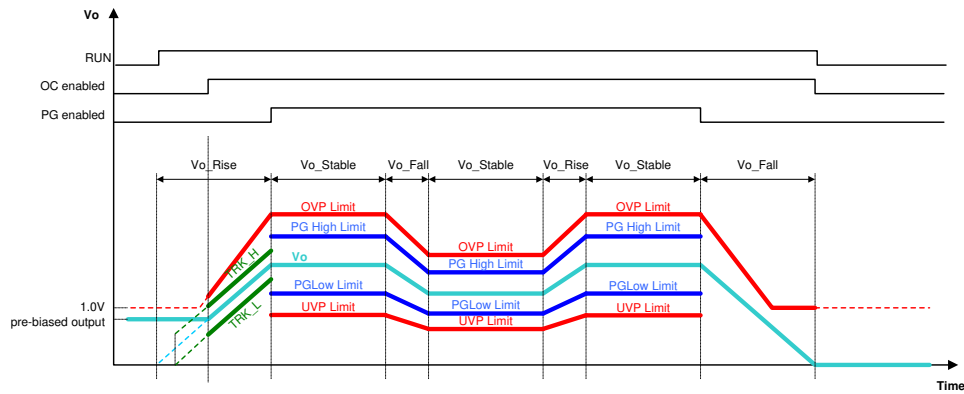 Vo
RUN
OC enabled
PG enabled
Vo_Rise
Vo_Stable
Vo_Fall
Vo_Stable
Vo_Rise
Vo_Stable
Vo_Fall
OVP Limit
OVP Limit
PG High Limit
PG High Limit
OVP Limit
PG High Limit
TRK_H
Vo
PGLow Limit
PGLow Limit
PGLow Limit
UVP Limit
UVP Limit
UVP Limit
TRK_L
1.0V
pre-biased output
Time